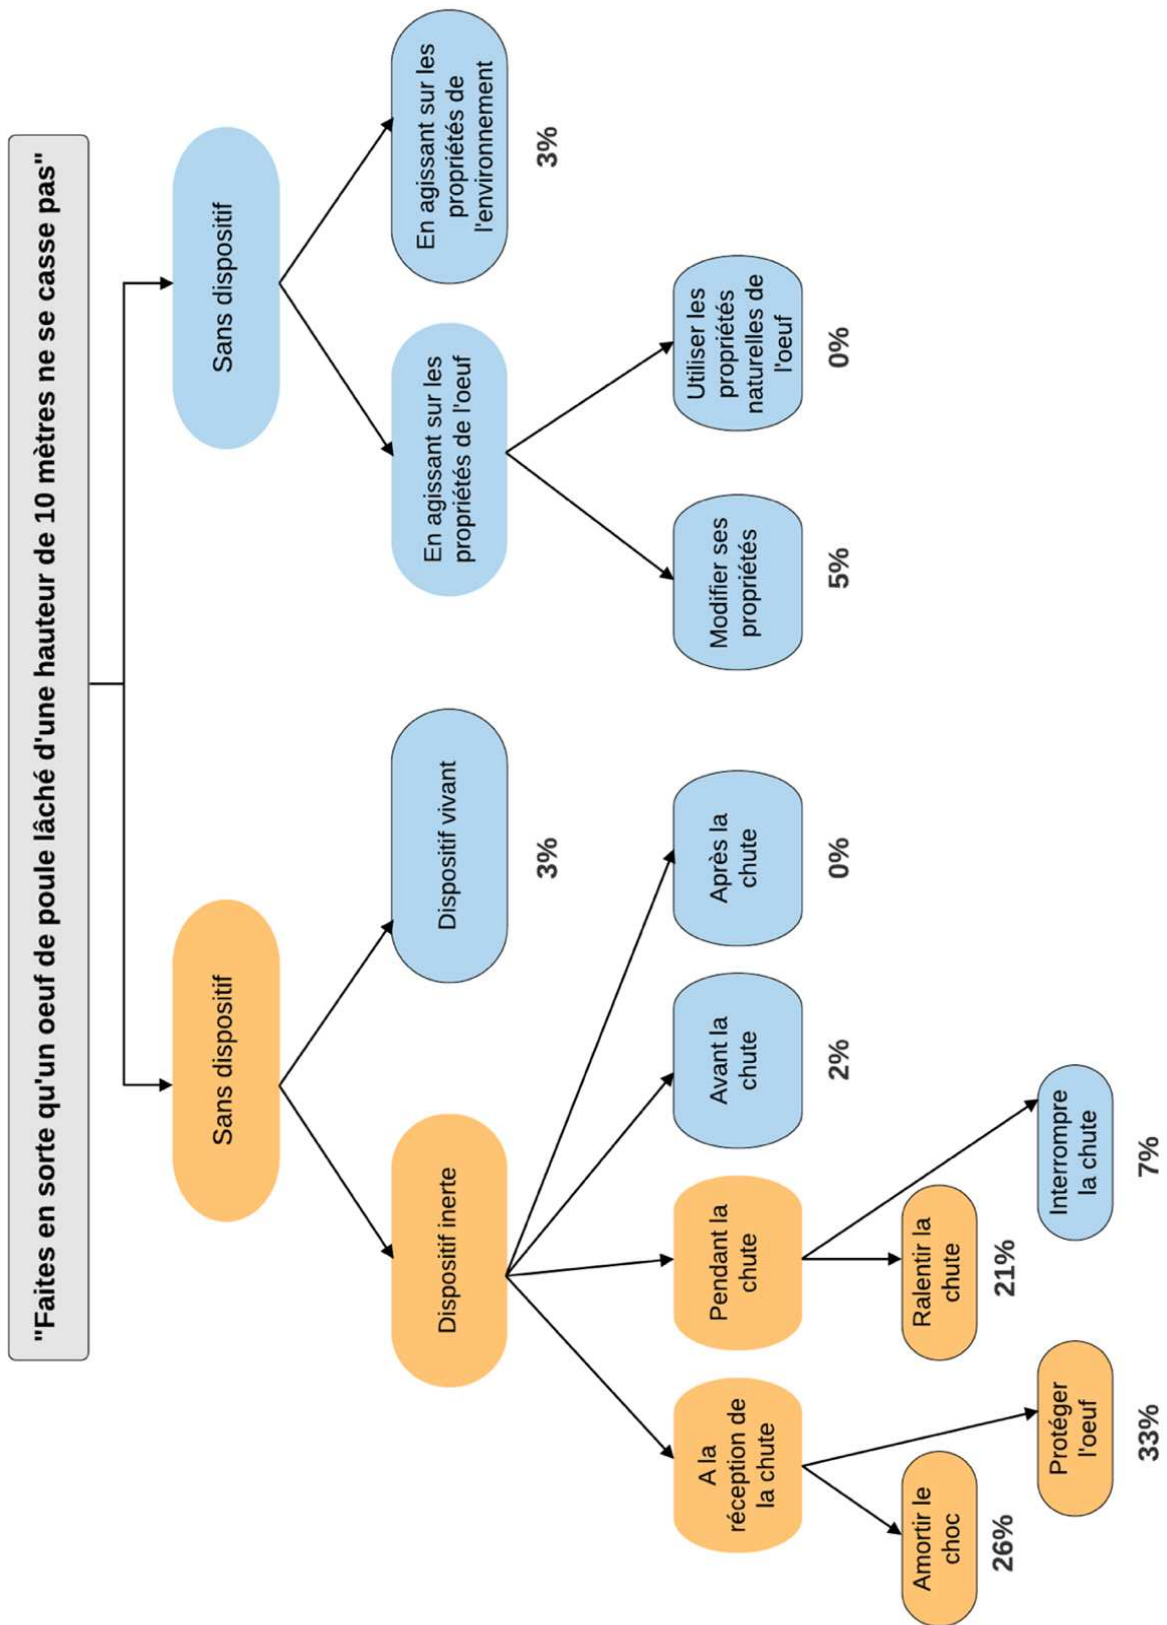 "Faites en sorte qu'un oeuf de poule lâché d'une hauteur de 10 mètres ne se casse pas"
Sans dispositif
Sans dispositif
Dispositif inerte
Dispositif vivant
3%
En agissant sur les
propriétés de l'oeuf
En agissant sur les
propriétés de
l'environnement
3%
A la
réception de
la chute
Pendant la
chute
Avant la
chute
2%
Après la
chute
0%
Modifier ses
propriétés
5%
Utiliser les
propriétés
naturelles de
l'oeuf
0%
Amortir le
choc
26%
Protéger
l'oeuf
33%
Ralentir la
chute
21%
Interrompre
la chute
7%